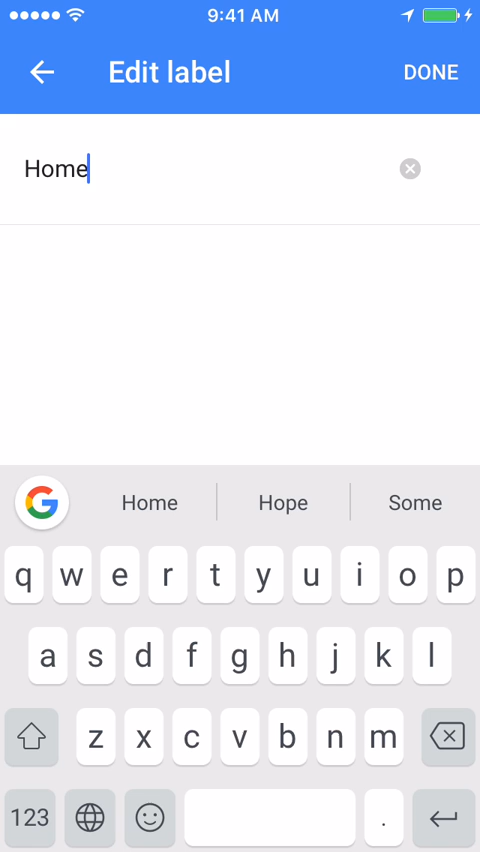 9:41 AM
Edit label DONE
Home
G Home Hope Some
q w e r t y u i o p
a s d f g h j k l
z x c v b n m
123 .